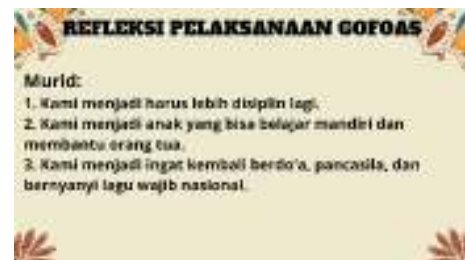 REFLEKSI PELAKSANAAN GOFOAS
Murid:
1. Kami menjadi harus lebih disiplin lagi.
2. Kami menjadi anak yang bisa belajar mandiri dan
membantu orang tua.
3. Kami menjadi ingat kembali berdo'a, pancasila, dan
bernyanyi lagu wajib nasional.